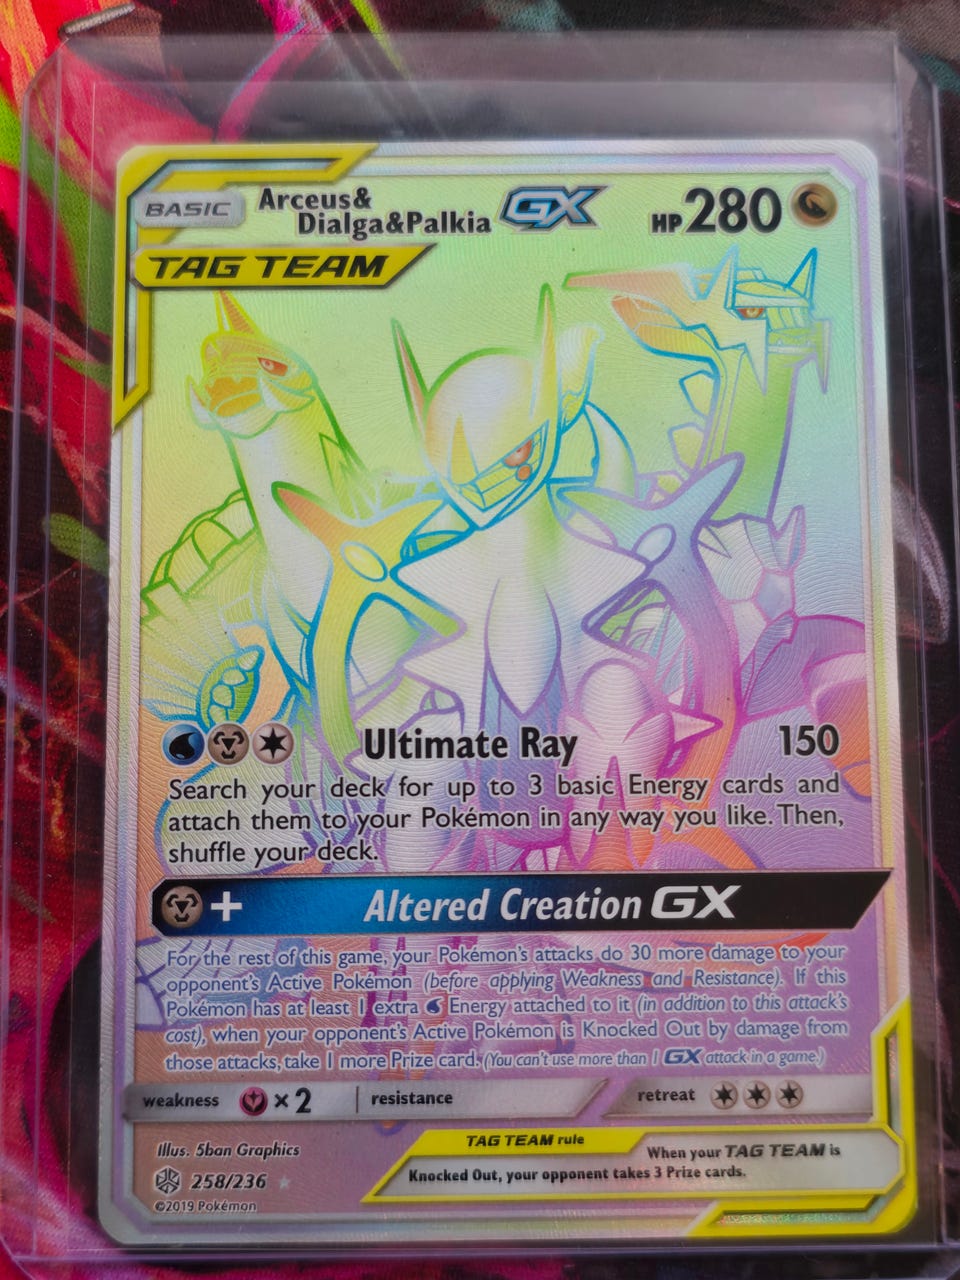 BASIC
Arceus&
Dialga&Palkia GX
HP280
TAG TEAM
Ultimate Ray 150
Search your deck for up to 3 basic Energy cards and
attach them to your Pokémon in any way you like. Then,
shuffle your deck.
+ Altered Creation GX
For the rest of this game, your Pokémon's attacks do 30 more damage to your
opponent's Active Pokémon (before applying Weakness and Resistance). If this
Pokémon has at least 1 extra Energy attached to it (in addition to this attack's
cost), when your opponent's Active Pokémon is Knocked Out by damage from
those attacks, take 1 more Prize card. (You can't use more than 1 GX attack in a game.)
weakness ×2 resistance retreat
Illus. 5ban Graphics
TAG TEAM rule
When your TAG TEAM is
Knocked Out, your opponent takes 3 Prize cards.
258/236
©2019 Pokémon